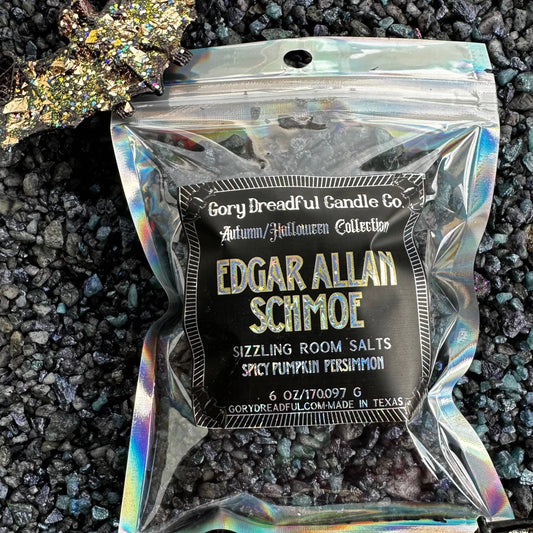 Gory Dreadful Candle Co.
Autumn/Halloween Collection
EDGAR ALLAN
SCHMOE
SIZZLING ROOM SALTS
SPICY PUMPKIN PERSIMMON
6 OZ/170.097 G
GORYDREADFUL.COM-MADE IN TEXAS